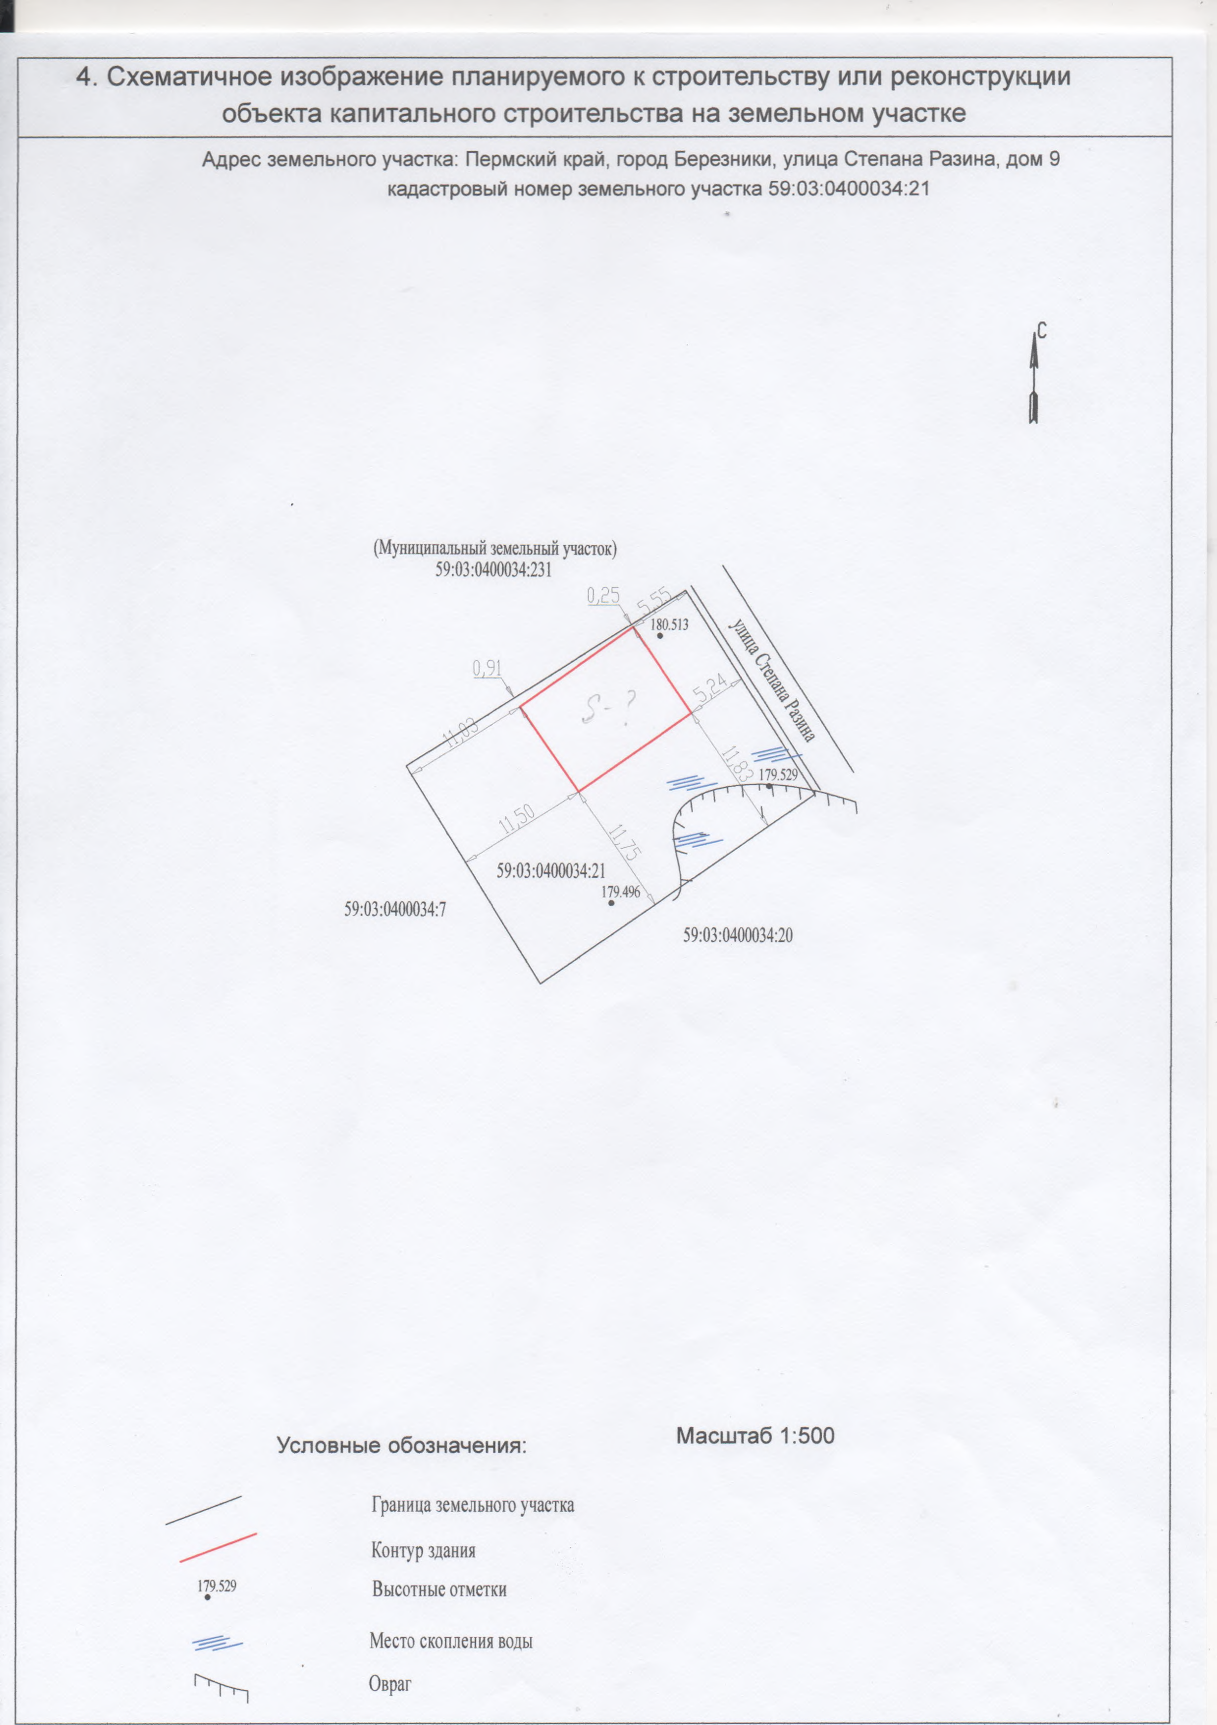 4. Схематичное изображение планируемого к строительству или реконструкции
объекта капитального строительства на земельном участке
Адрес земельного участка: Пермский край, город Березники, улица Степана Разина, дом 9
кадастровый номер земельного участка 59:03:0400034:21
С
(Муниципальный земельный участок)
59:03:0400034:231
0,25
5,55
180.513
улица Степана Разина
0,91
S-?
5,24
11,03
11,83
179.529
11,50
11,75
59:03:0400034:21
179.496
59:03:0400034:7
59:03:0400034:20
Условные обозначения:
Масштаб 1:500
Граница земельного участка
Контур здания
179.529
Высотные отметки
Место скопления воды
Овраг